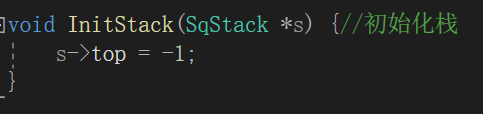 void InitStack(SqStack *s) {//初始化栈
    s->top = -1;
}